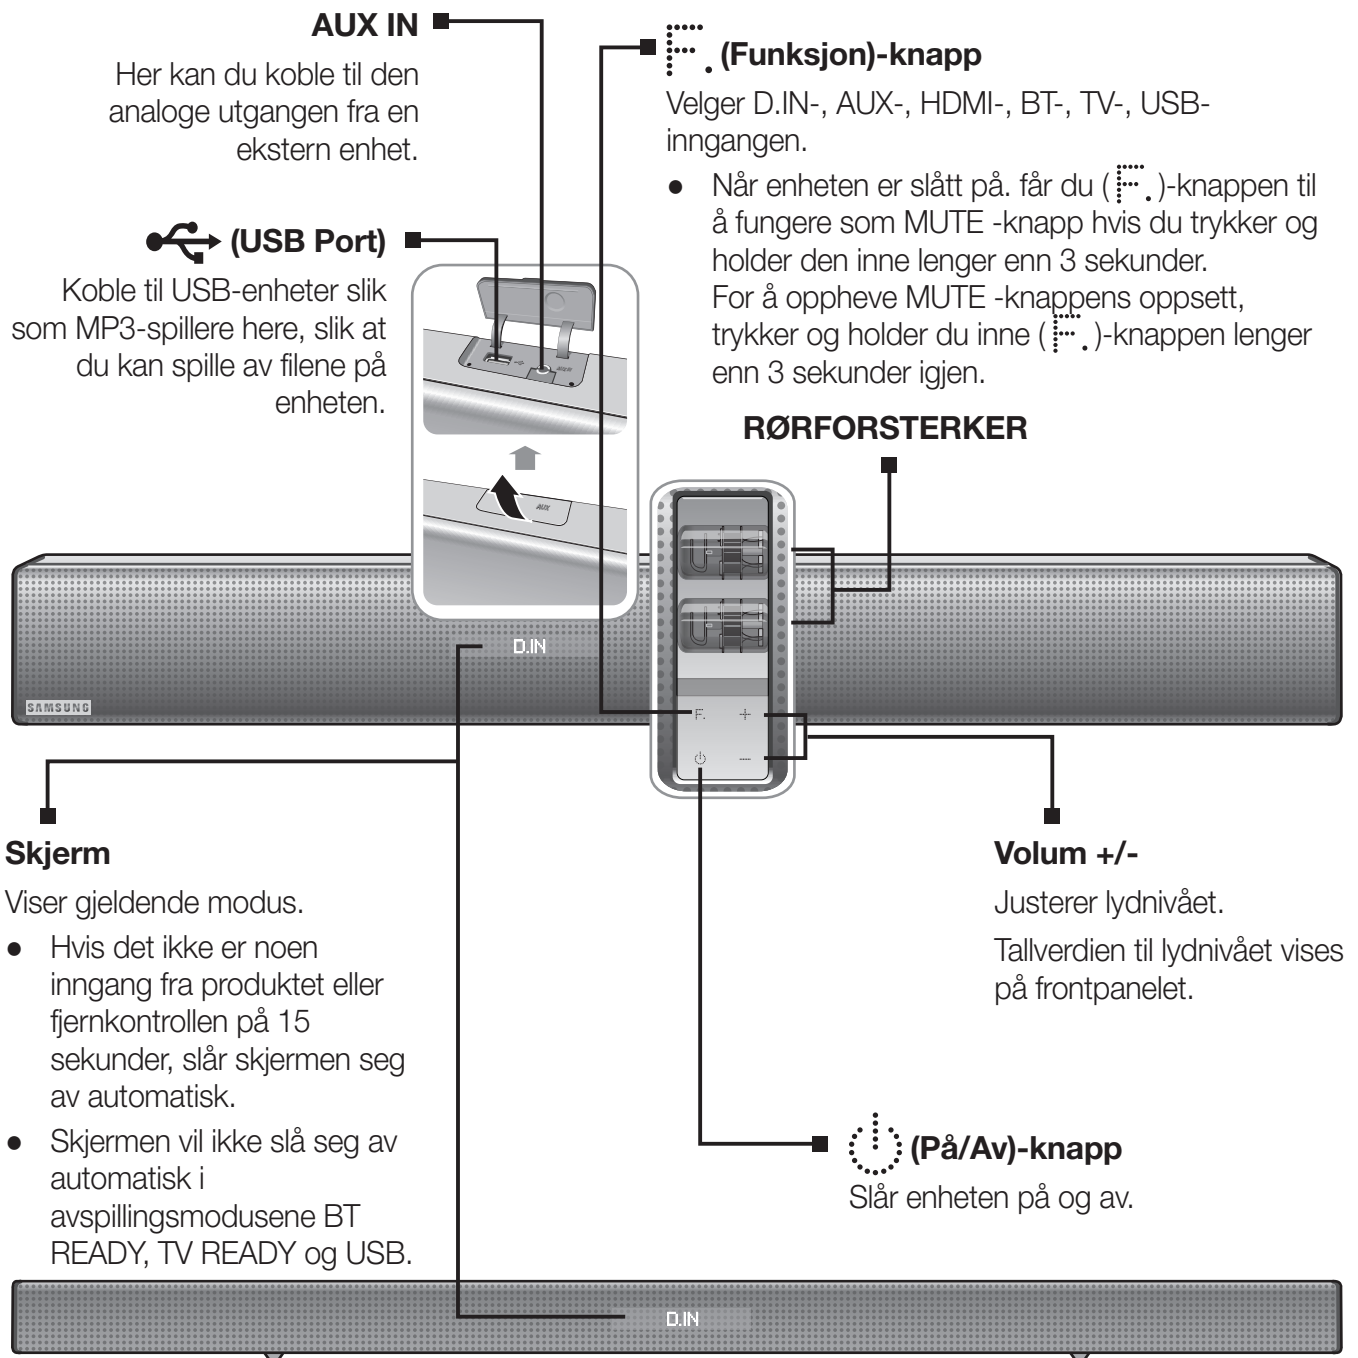 AUX IN
Her kan du koble til den
analoge utgangen fra en
ekstern enhet.
(USB Port)
Koble til USB-enheter slik
som MP3-spillere here, slik at
du kan spille av filene på
enheten.
F. (Funksjon)-knapp
Velger D.IN-, AUX-, HDMI-, BT-, TV-, USB-
inngangen.
● Når enheten er slått på. får du ( F. )-knappen til
å fungere som MUTE -knapp hvis du trykker og
holder den inne lenger enn 3 sekunder.
For å oppheve MUTE -knappens oppsett,
trykker og holder du inne ( F. )-knappen lenger
enn 3 sekunder igjen.
RØRFORSTERKER
AUX
D.IN
SAMSUNG
F. +
-
Skjerm
Viser gjeldende modus.
● Hvis det ikke er noen
inngang fra produktet eller
fjernkontrollen på 15
sekunder, slår skjermen seg
av automatisk.
● Skjermen vil ikke slå seg av
automatisk i
avspillingsmodusene BT
READY, TV READY og USB.
Volum +/-
Justerer lydnivået.
Tallverdien til lydnivået vises
på frontpanelet.
(På/Av)-knapp
Slår enheten på og av.
D.IN